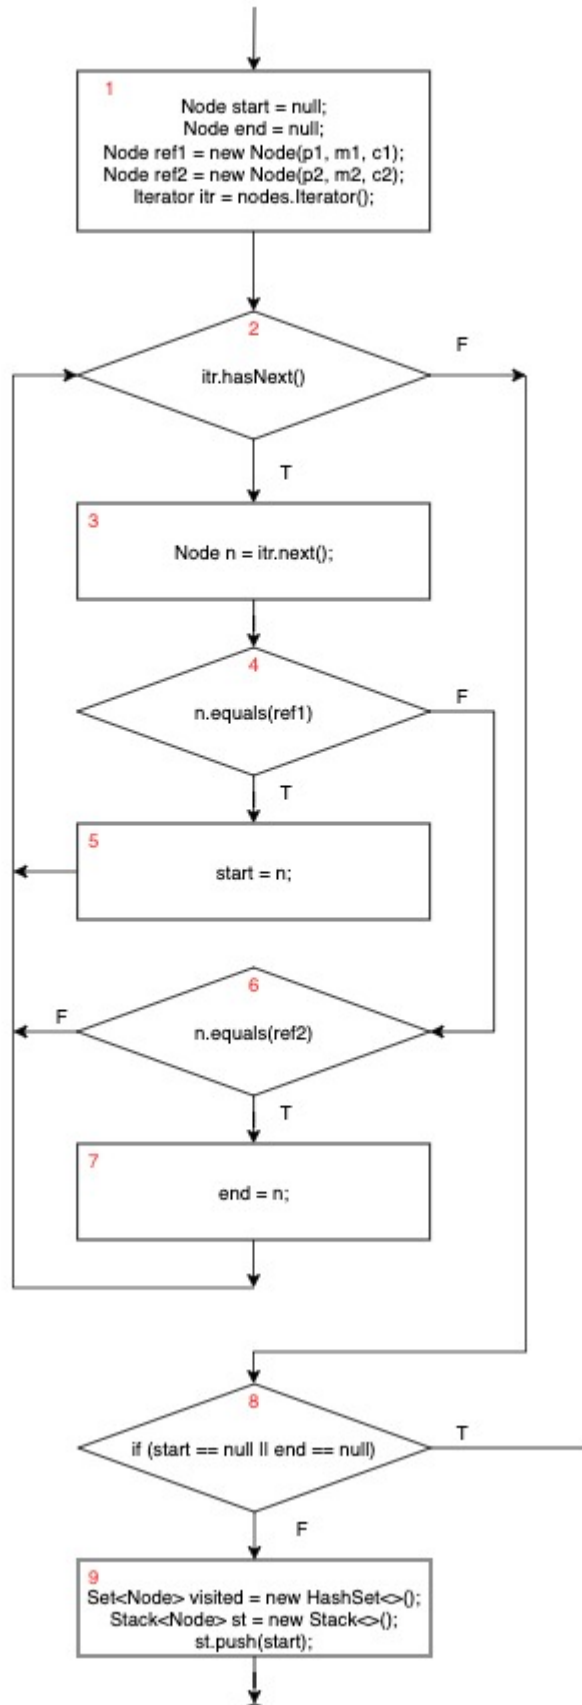 1
Node start = null;
Node end = null;
Node ref1 = new Node(p1, m1, c1);
Node ref2 = new Node(p2, m2, c2);
Iterator itr = nodes.Iterator();
2
F
itr.hasNext()
T
3
Node n = itr.next();
4
F
n.equals(ref1)
T
5
start = n;
6
F
n.equals(ref2)
T
7
end = n;
8
T
if (start == null || end == null)
F
9
Set<Node> visited = new HashSet<>();
Stack<Node> st = new Stack<>();
st.push(start);